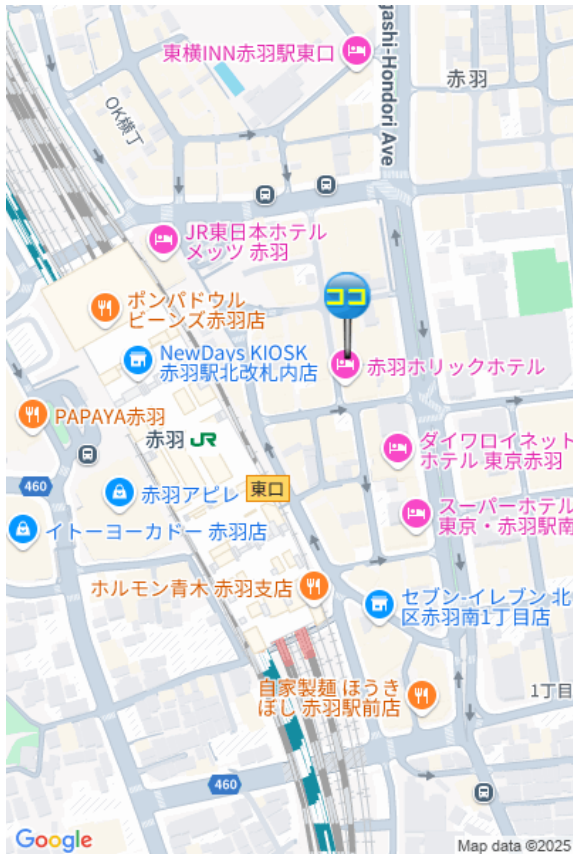 東横INN赤羽駅東口
gashi-Hondori Ave
赤羽
OK横丁
JR東日本ホテル
メッツ 赤羽
ココ
ポンパドウル
ビーンズ赤羽店
NewDays KIOSK
赤羽駅北改札内店
赤羽ホリックホテル
PAPAYA赤羽
赤羽 JR
ダイワロイネット
ホテル 東京赤羽
460
赤羽アピレ
東口
スーパーホテル
東京・赤羽駅南
イトーヨーカドー 赤羽店
ホルモン青木 赤羽支店
セブン-イレブン 北
区赤羽南1丁目店
自家製麺 ほうき
ぼし 赤羽駅前店
1丁目
460
Google
Map data ©2025